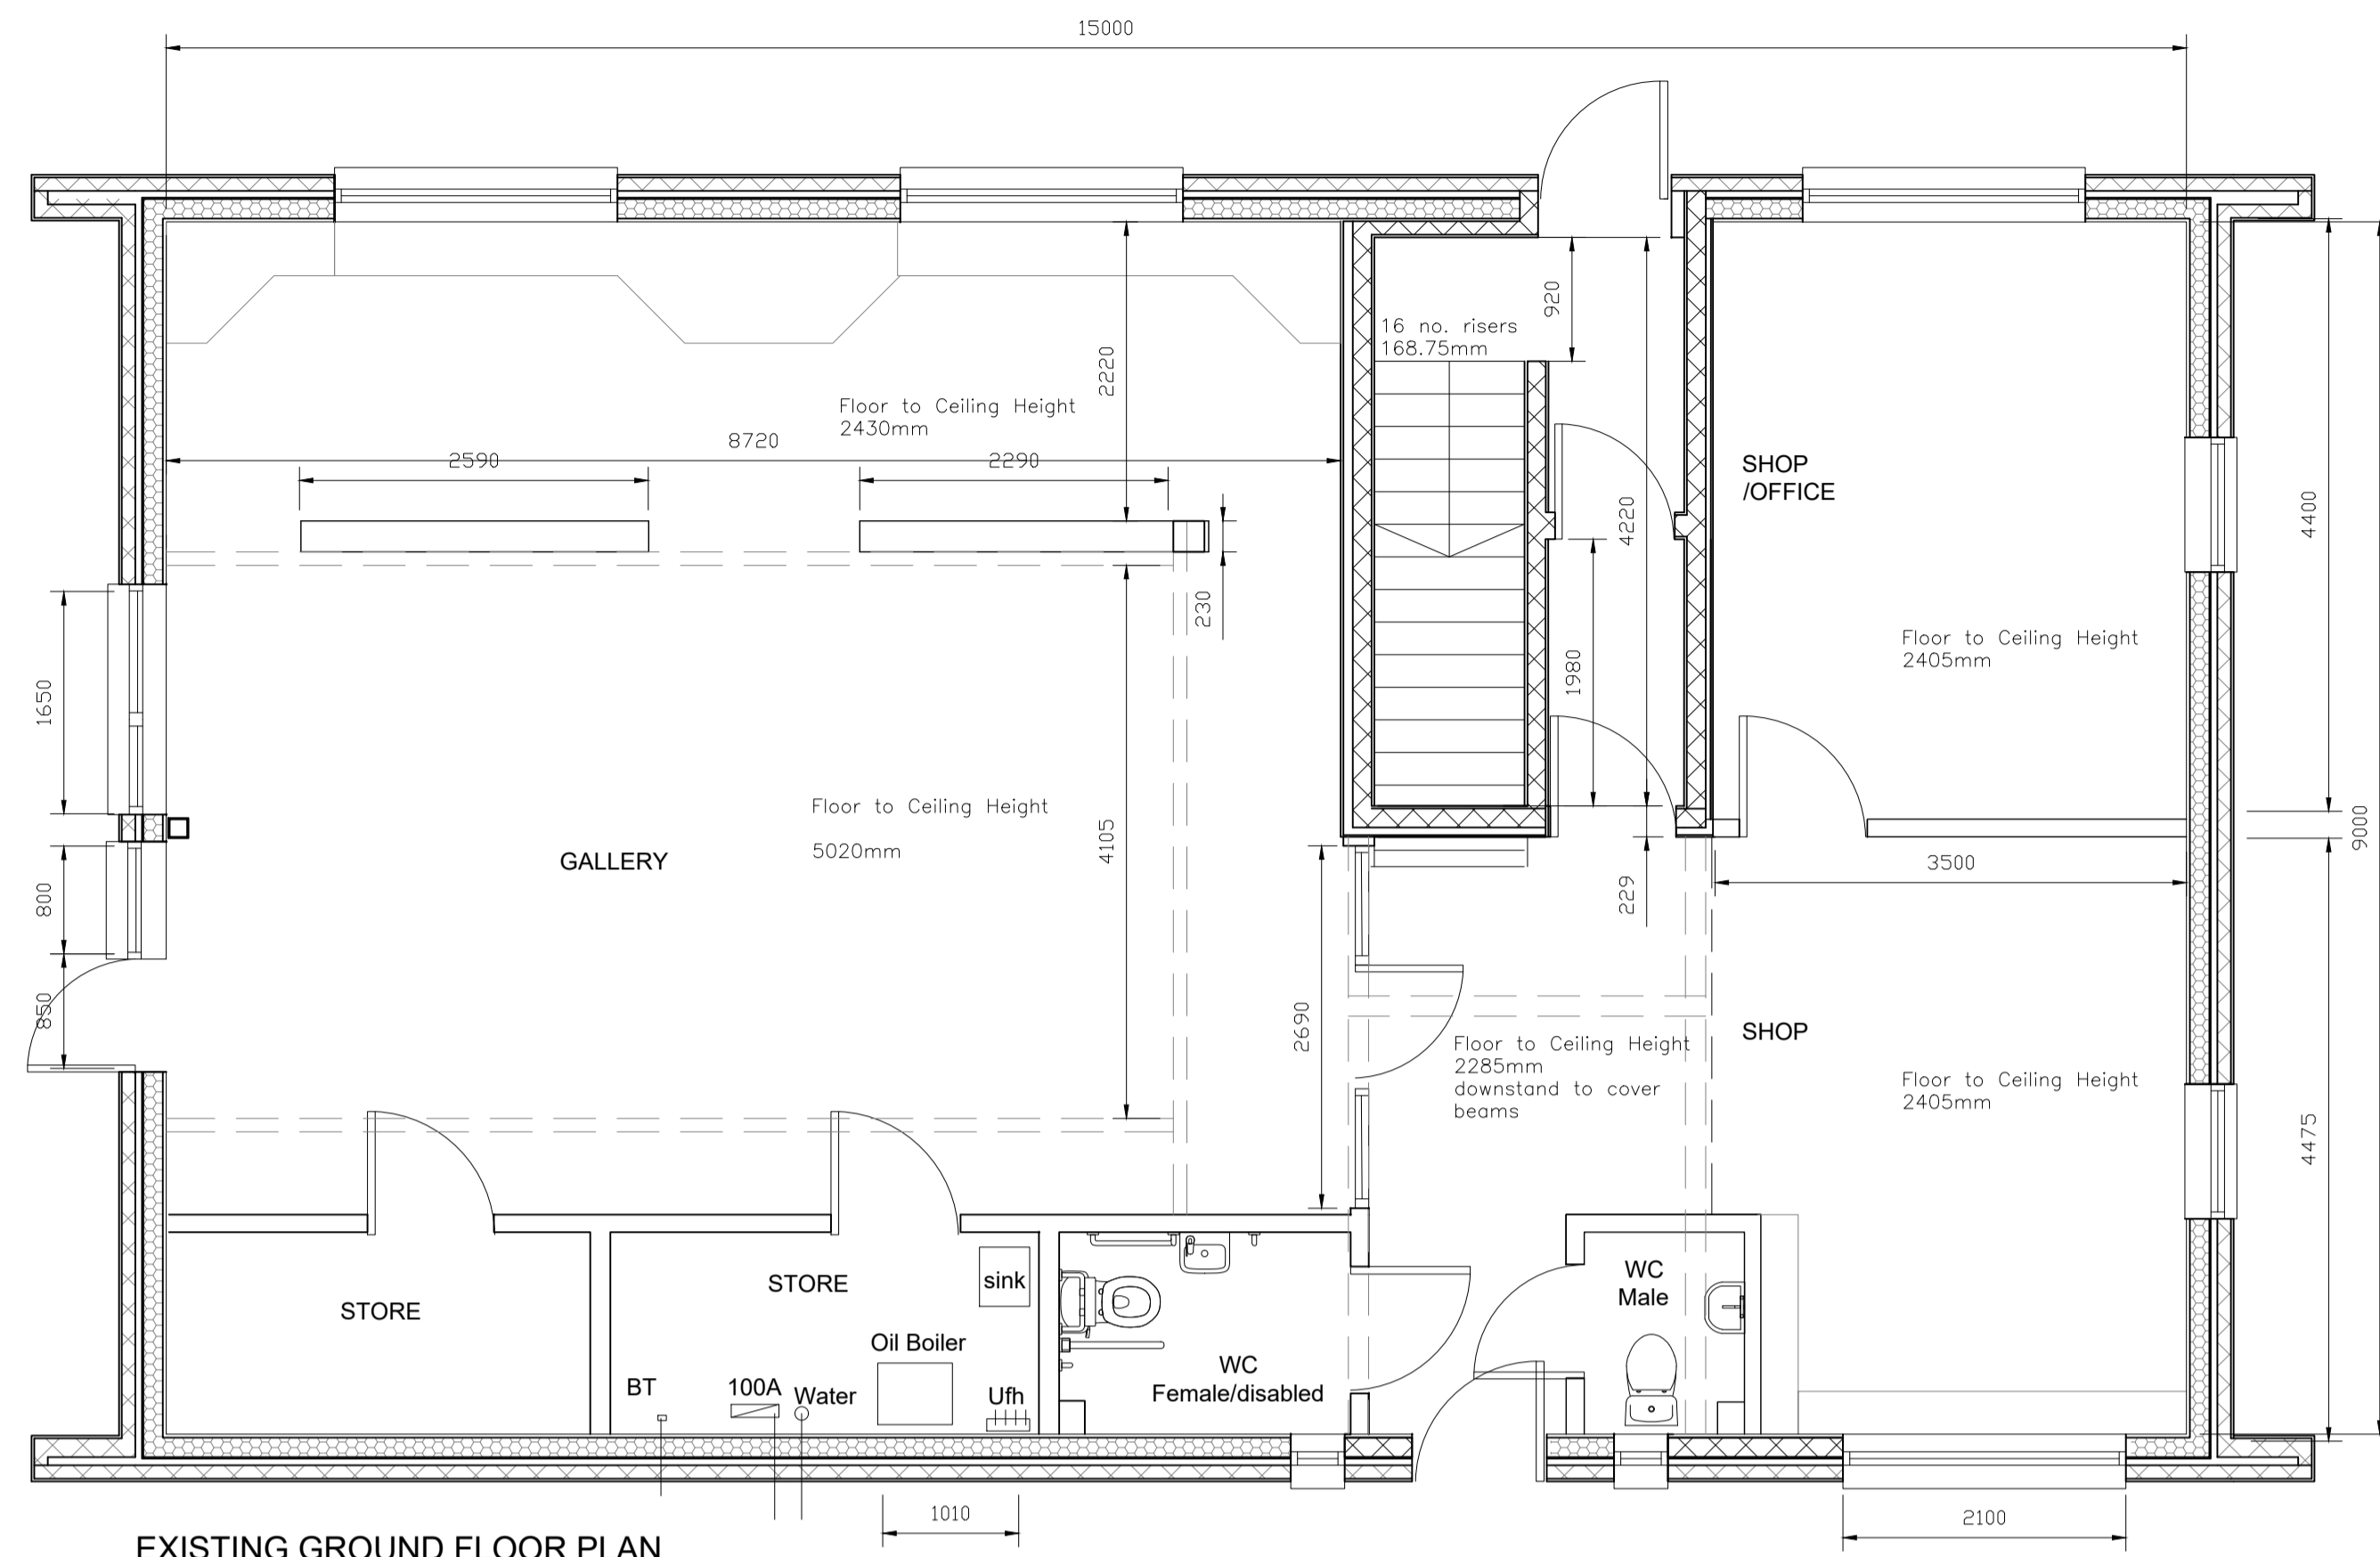 15000
920
16 no. risers
168.75mm
2220
Floor to Ceiling Height
2430mm
8720
2590
2290
SHOP
/OFFICE
4220
4400
230
Floor to Ceiling Height
2405mm
1980
1650
Floor to Ceiling Height
5020mm
GALLERY
4105
9000
3500
800
229
850
2690
SHOP
Floor to Ceiling Height
2285mm
downstand to cover
beams
Floor to Ceiling Height
2405mm
4475
STORE
STORE
sink
Oil Boiler
BT
100A
Water
Ufh
WC
Female/disabled
WC
Male
1010
2100
EXISTING GROUND FLOOR PLAN